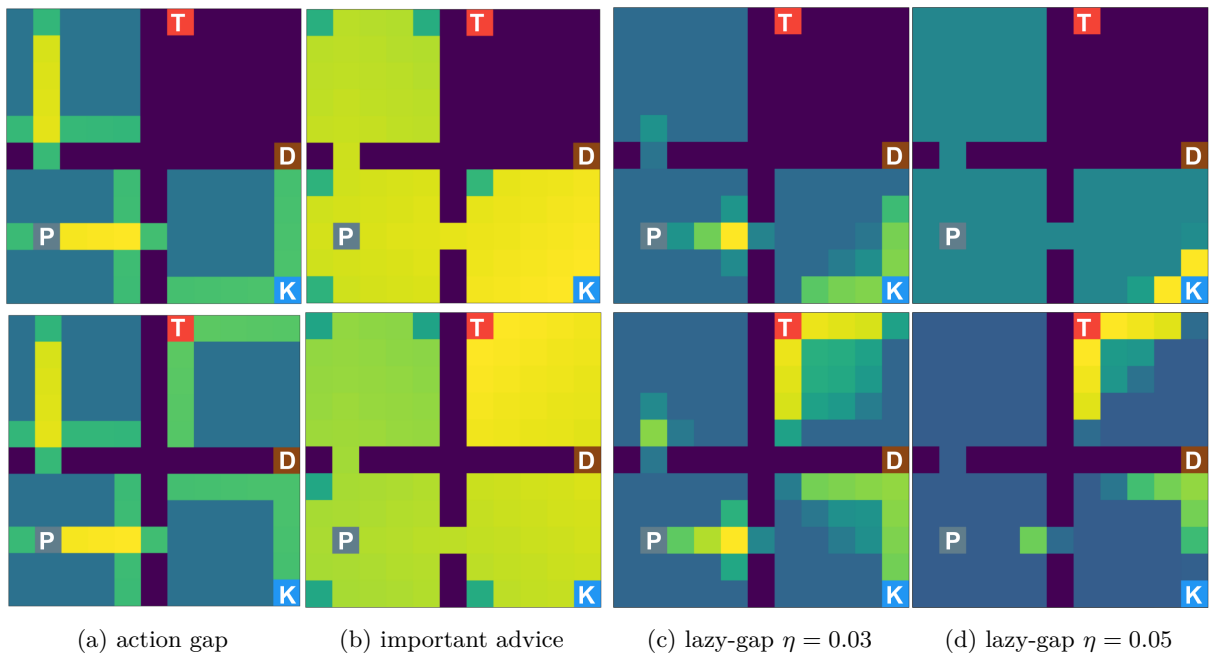 T T T T
D D D D
P P P P
K K K K
T T T T
D D D D
P P P P
K K K K
(a) action gap (b) important advice (c) lazy-gap η = 0.03 (d) lazy-gap η = 0.05